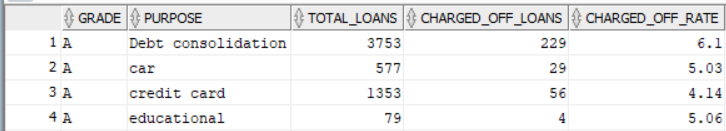 GRADE PURPOSE TOTAL_LOANS CHARGED_OFF_LOANS CHARGED_OFF_RATE
1 A Debt consolidation 3753 229 6.1
2 A car 577 29 5.03
3 A credit card 1353 56 4.14
4 A educational 79 4 5.06